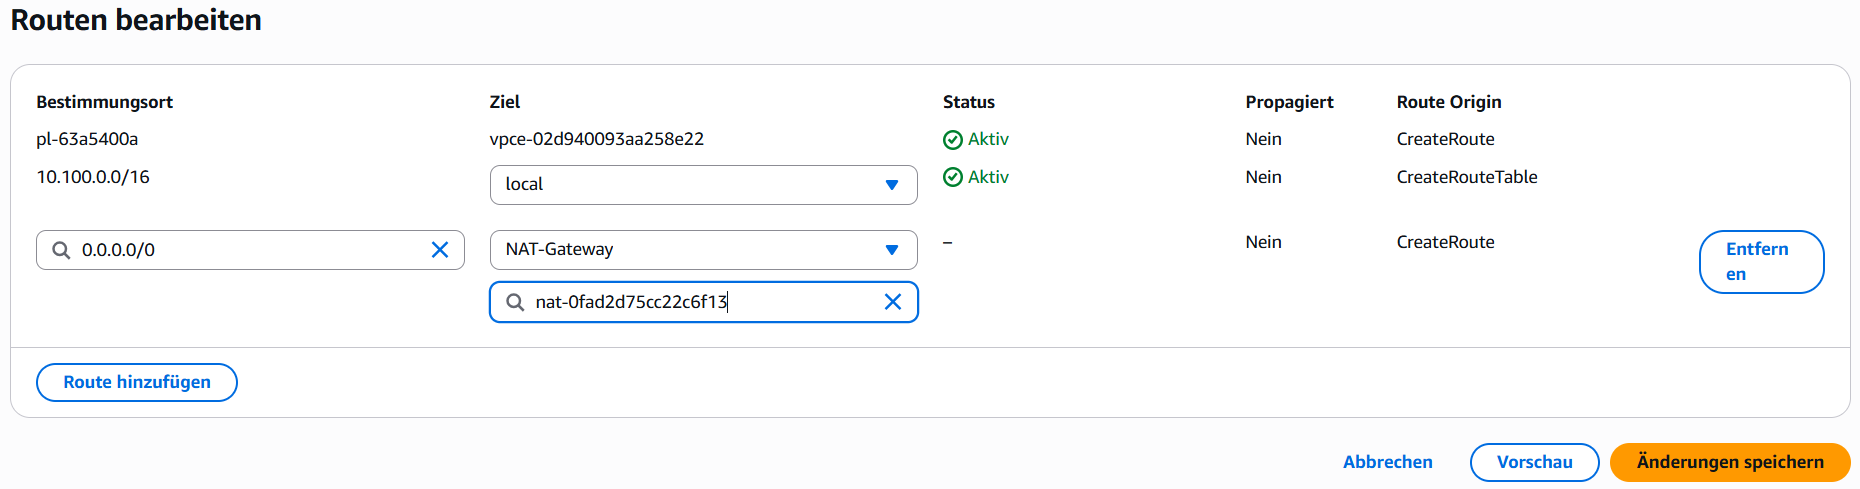 Routen bearbeiten
Bestimmungsort Ziel Status Propagiert Route Origin
pl-63a5400a vpce-02d940093aa258e22 Aktiv Nein CreateRoute
10.100.0.0/16 local Aktiv Nein CreateRouteTable
0.0.0.0/0 NAT-Gateway – Nein CreateRoute Entfern
en
nat-0fad2d75cc22c6f13
Route hinzufügen
Abbrechen Vorschau Änderungen speichern